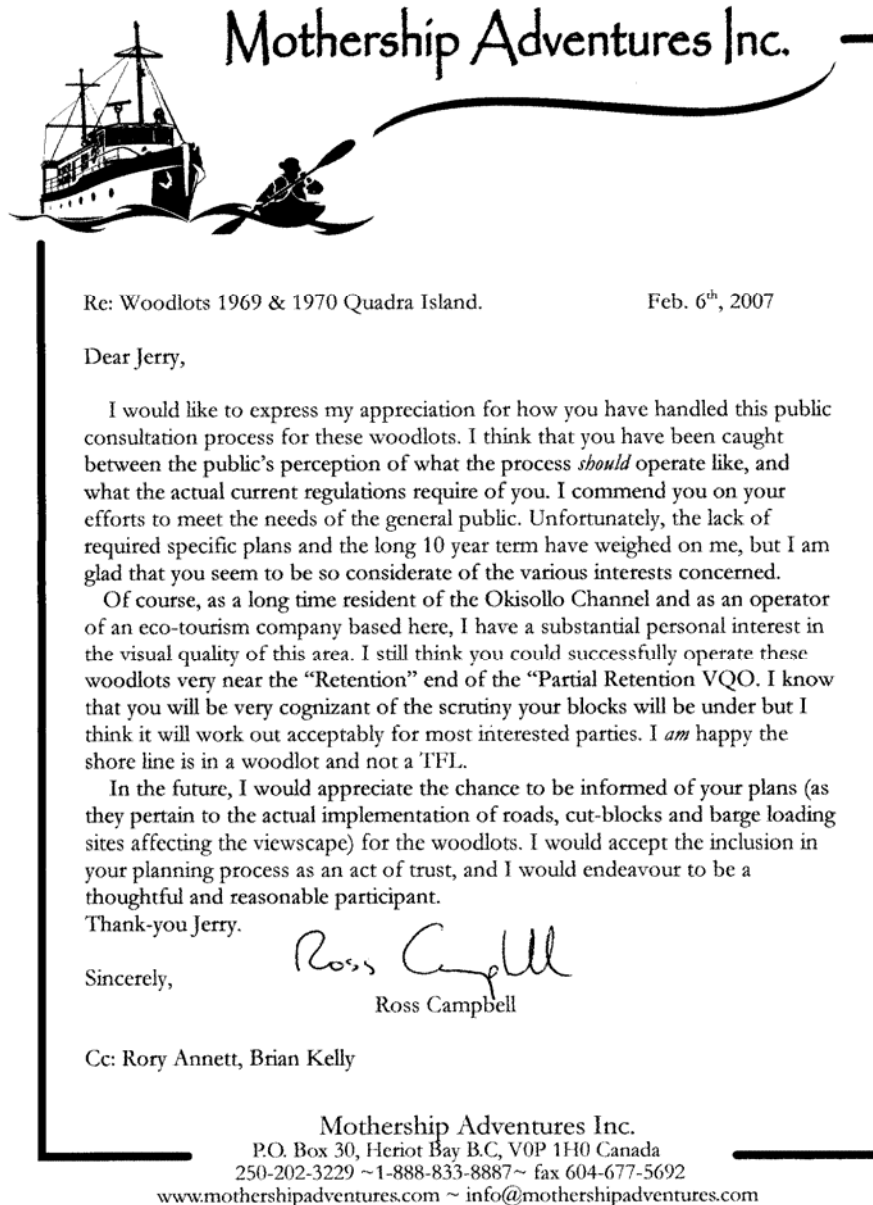 Mothership Adventures Inc.
Re: Woodlots 1969 & 1970 Quadra Island. Feb. 6th, 2007
Dear Jerry,
I would like to express my appreciation for how you have handled this public
consultation process for these woodlots. I think that you have been caught
between the public's perception of what the process should operate like, and
what the actual current regulations require of you. I commend you on your
efforts to meet the needs of the general public. Unfortunately, the lack of
required specific plans and the long 10 year term have weighed on me, but I am
glad that you seem to be so considerate of the various interests concerned.
Of course, as a long time resident of the Okisollo Channel and as an operator
of an eco-tourism company based here, I have a substantial personal interest in
the visual quality of this area. I still think you could successfully operate these
woodlots very near the "Retention" end of the "Partial Retention VQO. I know
that you will be very cognizant of the scrutiny your blocks will be under but I
think it will work out acceptably for most interested parties. I am happy the
shore line is in a woodlot and not a TFL.
In the future, I would appreciate the chance to be informed of your plans (as
they pertain to the actual implementation of roads, cut-blocks and barge loading
sites affecting the viewscape) for the woodlots. I would accept the inclusion in
your planning process as an act of trust, and I would endeavour to be a
thoughtful and reasonable participant.
Thank-you Jerry.
Ross Campbell
Sincerely,
Ross Campbell
Cc: Rory Annett, Brian Kelly
Mothership Adventures Inc.
P.O. Box 30, Heriot Bay B.C, V0P 1H0 Canada
250-202-3229 ~1-888-833-8887~ fax 604-677-5692
www.mothershipadventures.com ~ info@mothershipadventures.com